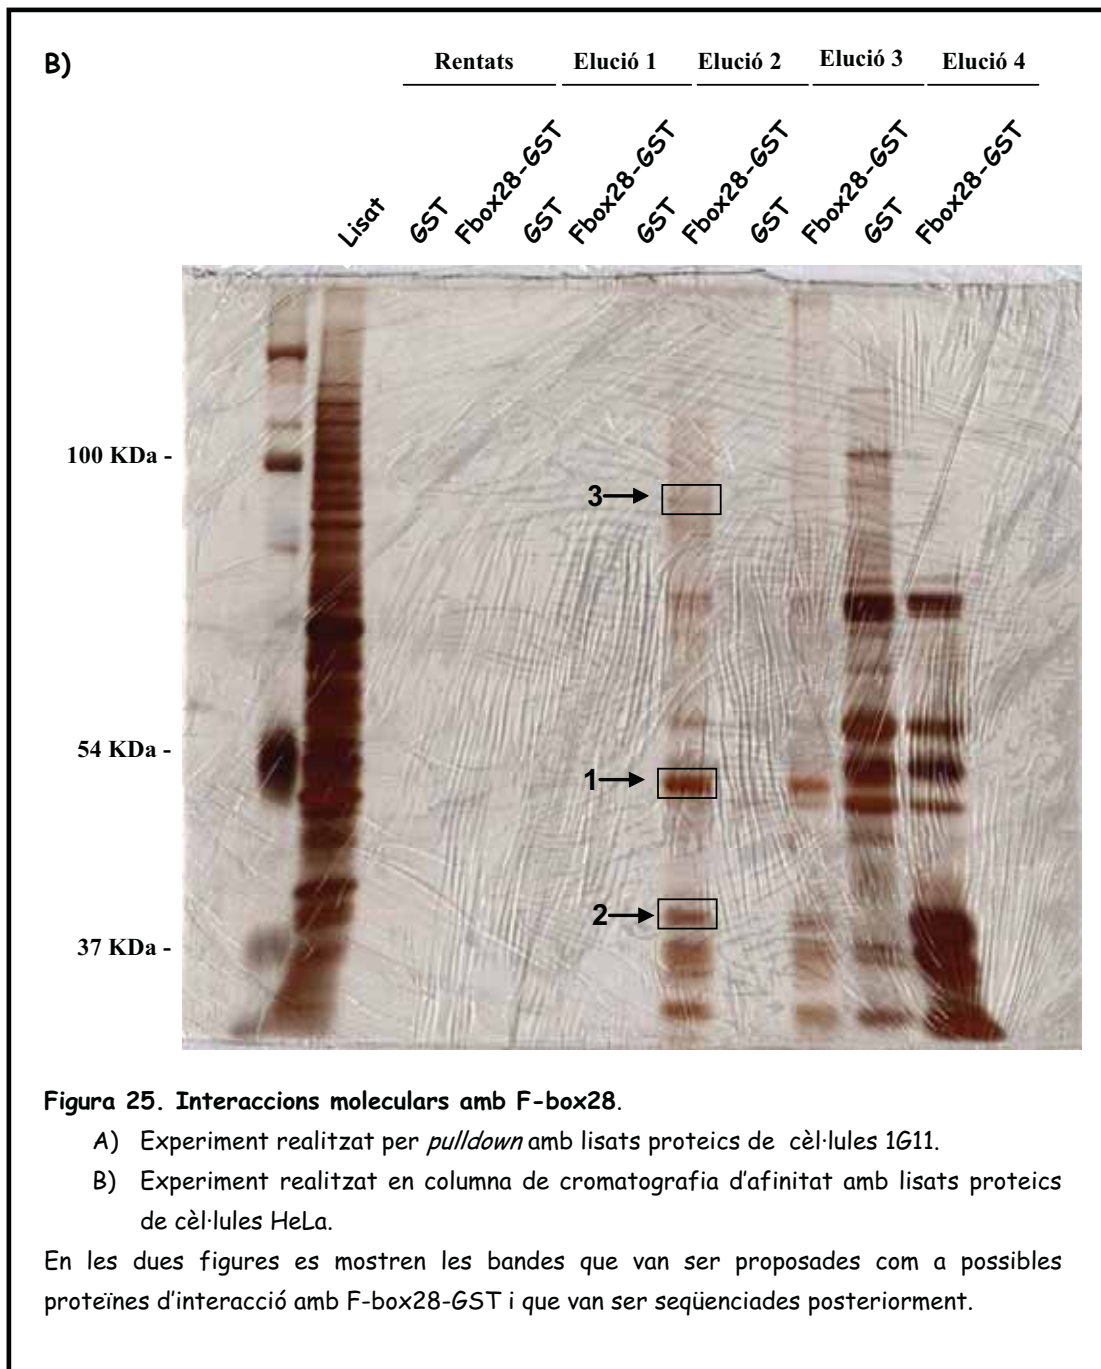 B)
Rentats Elució 1 Elució 2 Elució 3 Elució 4
Lisat GST Fbox28-GST GST Fbox28-GST GST Fbox28-GST GST Fbox28-GST GST Fbox28-GST
100 KDa -
3
54 KDa -
1
2
37 KDa -
Figura 25. Interaccions moleculars amb F-box28.
A) Experiment realitzat per pulldown amb lisats proteics de cèl·lules 1G11.
B) Experiment realitzat en columna de cromatografia d'afinitat amb lisats proteics
de cèl·lules HeLa.
En les dues figures es mostren les bandes que van ser proposades com a possibles
proteïnes d'interacció amb F-box28-GST i que van ser seqüenciades posteriorment.